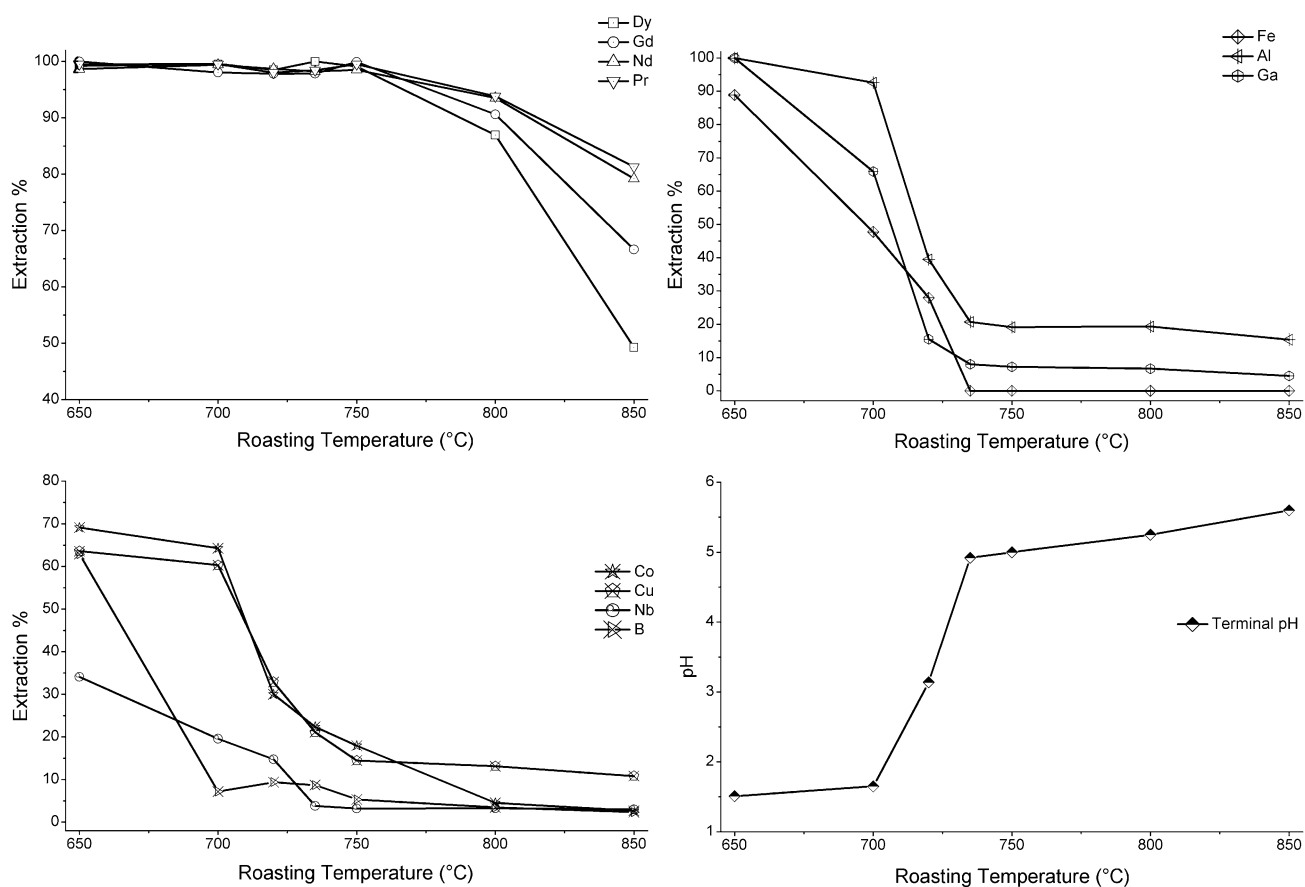 Dy
Gd
Nd
Pr
100
90
80
70
60
50
40
Extraction %
650 700 750 800 850
Roasting Temperature (°C)
Fe
Al
Ga
100
90
80
70
60
50
40
30
20
10
0
Extraction %
650 700 750 800 850
Roasting Temperature (°C)
80
70
60
50
40
30
20
10
0
Extraction %
Co
Cu
Nb
B
650 700 750 800 850
Roasting Temperature (°C)
6
5
4
3
2
1
pH
Terminal pH
650 700 750 800 850
Roasting Temperature (°C)